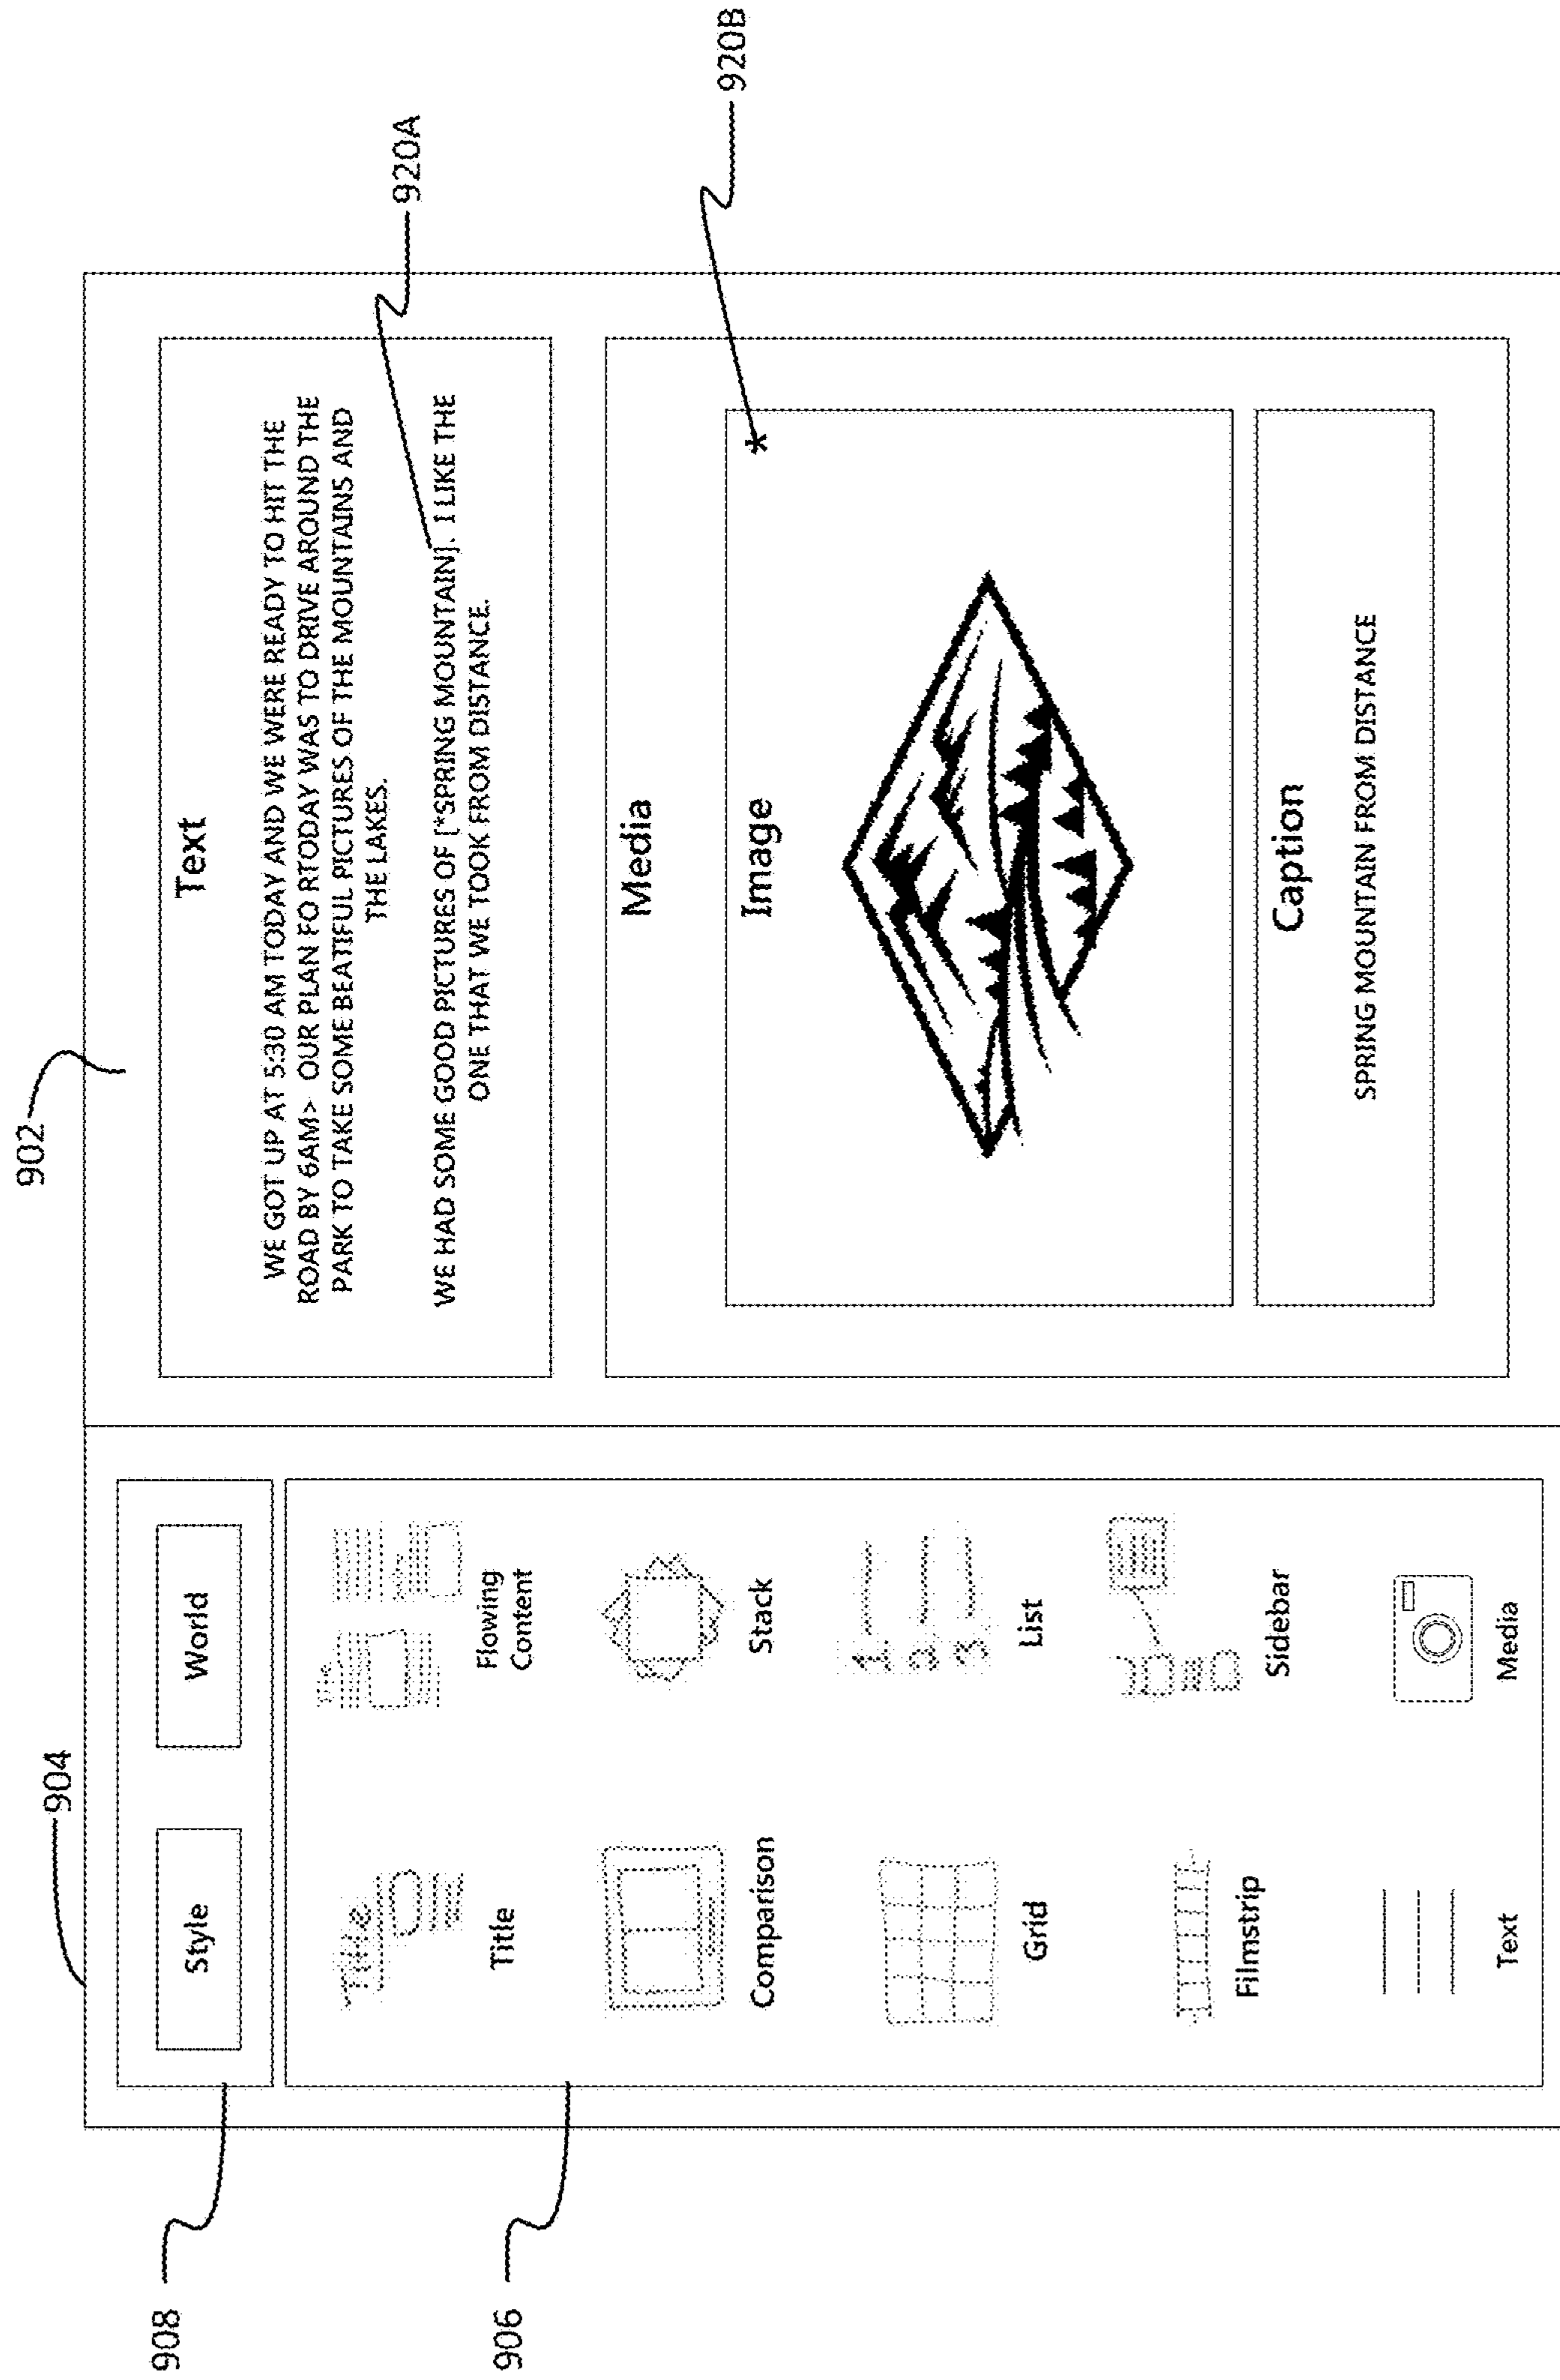 902
904
908
906
Style
World
Title
Flowing
Content
Comparison
Stack
Grid
1
2
3
List
Filmstrip
Sidebar
Text
Media
Text
WE GOT UP AT 5:30 AM TODAY AND WE WERE READY TO HIT THE
ROAD BY 6AM> OUR PLAN FO RTODAY WAS TO DRIVE AROUND THE
PARK TO TAKE SOME BEATIFUL PICTURES OF THE MOUNTAINS AND
THE LAKES.
WE HAD SOME GOOD PICTURES OF [*SPRING MOUNTAIN]. I LIKE THE
ONE THAT WE TOOK FROM DISTANCE.
920A
Media
Image
*
920B
Caption
SPRING MOUNTAIN FROM DISTANCE